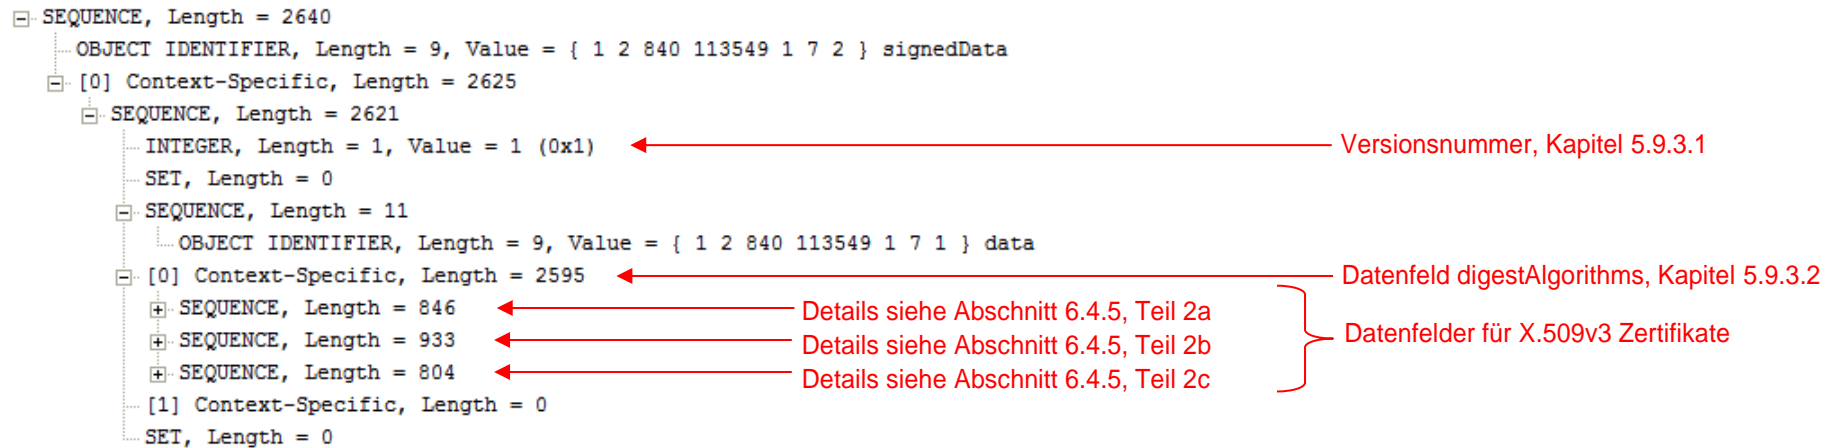 SEQUENCE, Length = 2640
OBJECT IDENTIFIER, Length = 9, Value = { 1 2 840 113549 1 7 2 } signedData
[0] Context-Specific, Length = 2625
SEQUENCE, Length = 2621
INTEGER, Length = 1, Value = 1 (0x1) Versionsnummer, Kapitel 5.9.3.1
SET, Length = 0
SEQUENCE, Length = 11
OBJECT IDENTIFIER, Length = 9, Value = { 1 2 840 113549 1 7 1 } data
[0] Context-Specific, Length = 2595 Datenfeld digestAlgorithms, Kapitel 5.9.3.2
SEQUENCE, Length = 846 Details siehe Abschnitt 6.4.5, Teil 2a
SEQUENCE, Length = 933 Details siehe Abschnitt 6.4.5, Teil 2b Datenfelder für X.509v3 Zertifikate
SEQUENCE, Length = 804 Details siehe Abschnitt 6.4.5, Teil 2c
[1] Context-Specific, Length = 0
SET, Length = 0